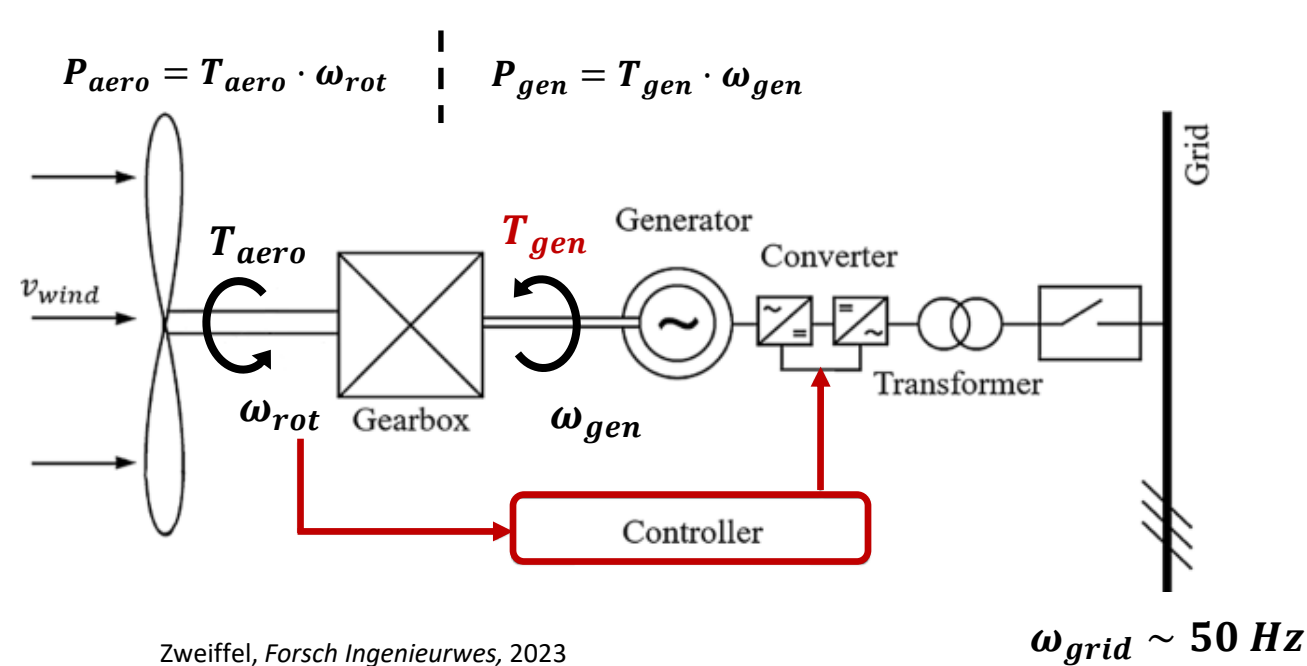 P_aero = T_aero · ω_rot
P_gen = T_gen · ω_gen
Grid
Generator
T_aero
T_gen
Converter
v_wind
~
~
=
=
~
Transformer
ω_rot
Gearbox
ω_gen
Controller
ω_grid ~ 50 Hz
Zweiffel, Forsch Ingenieurwes, 2023